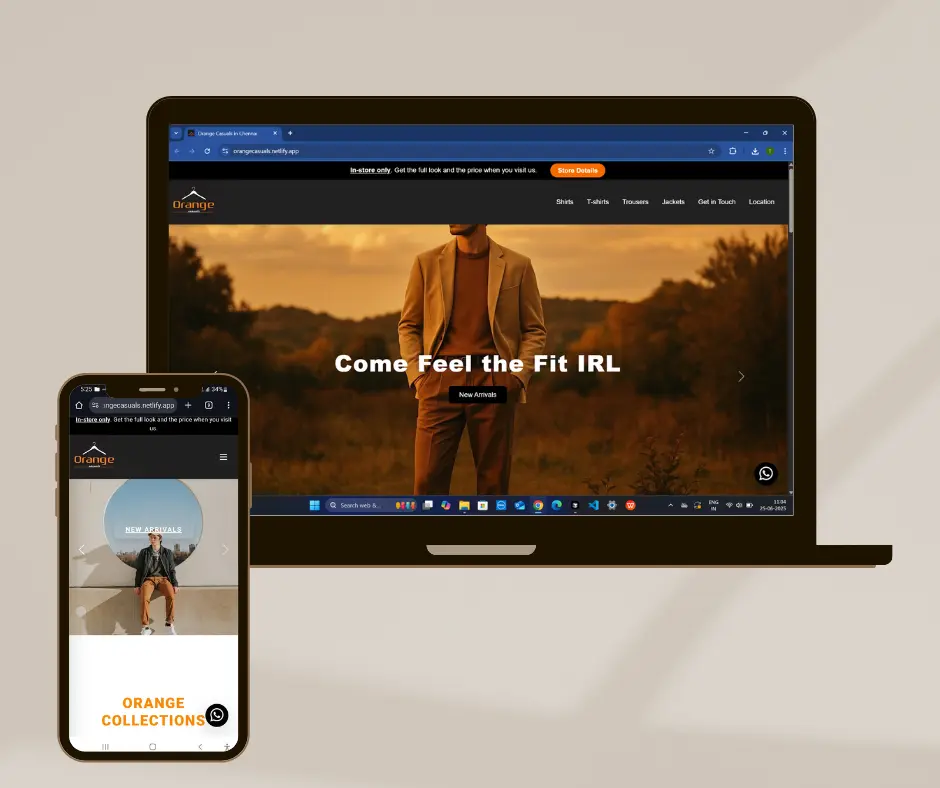 Orange Casuals in Chennai
orangecasuals.netlify.app
In-store only. Get the full look and the price when you visit us.
Store Details
Orange
Shirts T-shirts Trousers Jackets Get in Touch Location
Come Feel the Fit IRL
New Arrivals
Search web &...
ENG
IN
11:04
25-06-2025
5:25
34%
ngecasuals.netlify.app
In-store only. Get the full look and the price when you visit
us.
Orange
NEW ARRIVALS
ORANGE
COLLECTIONS